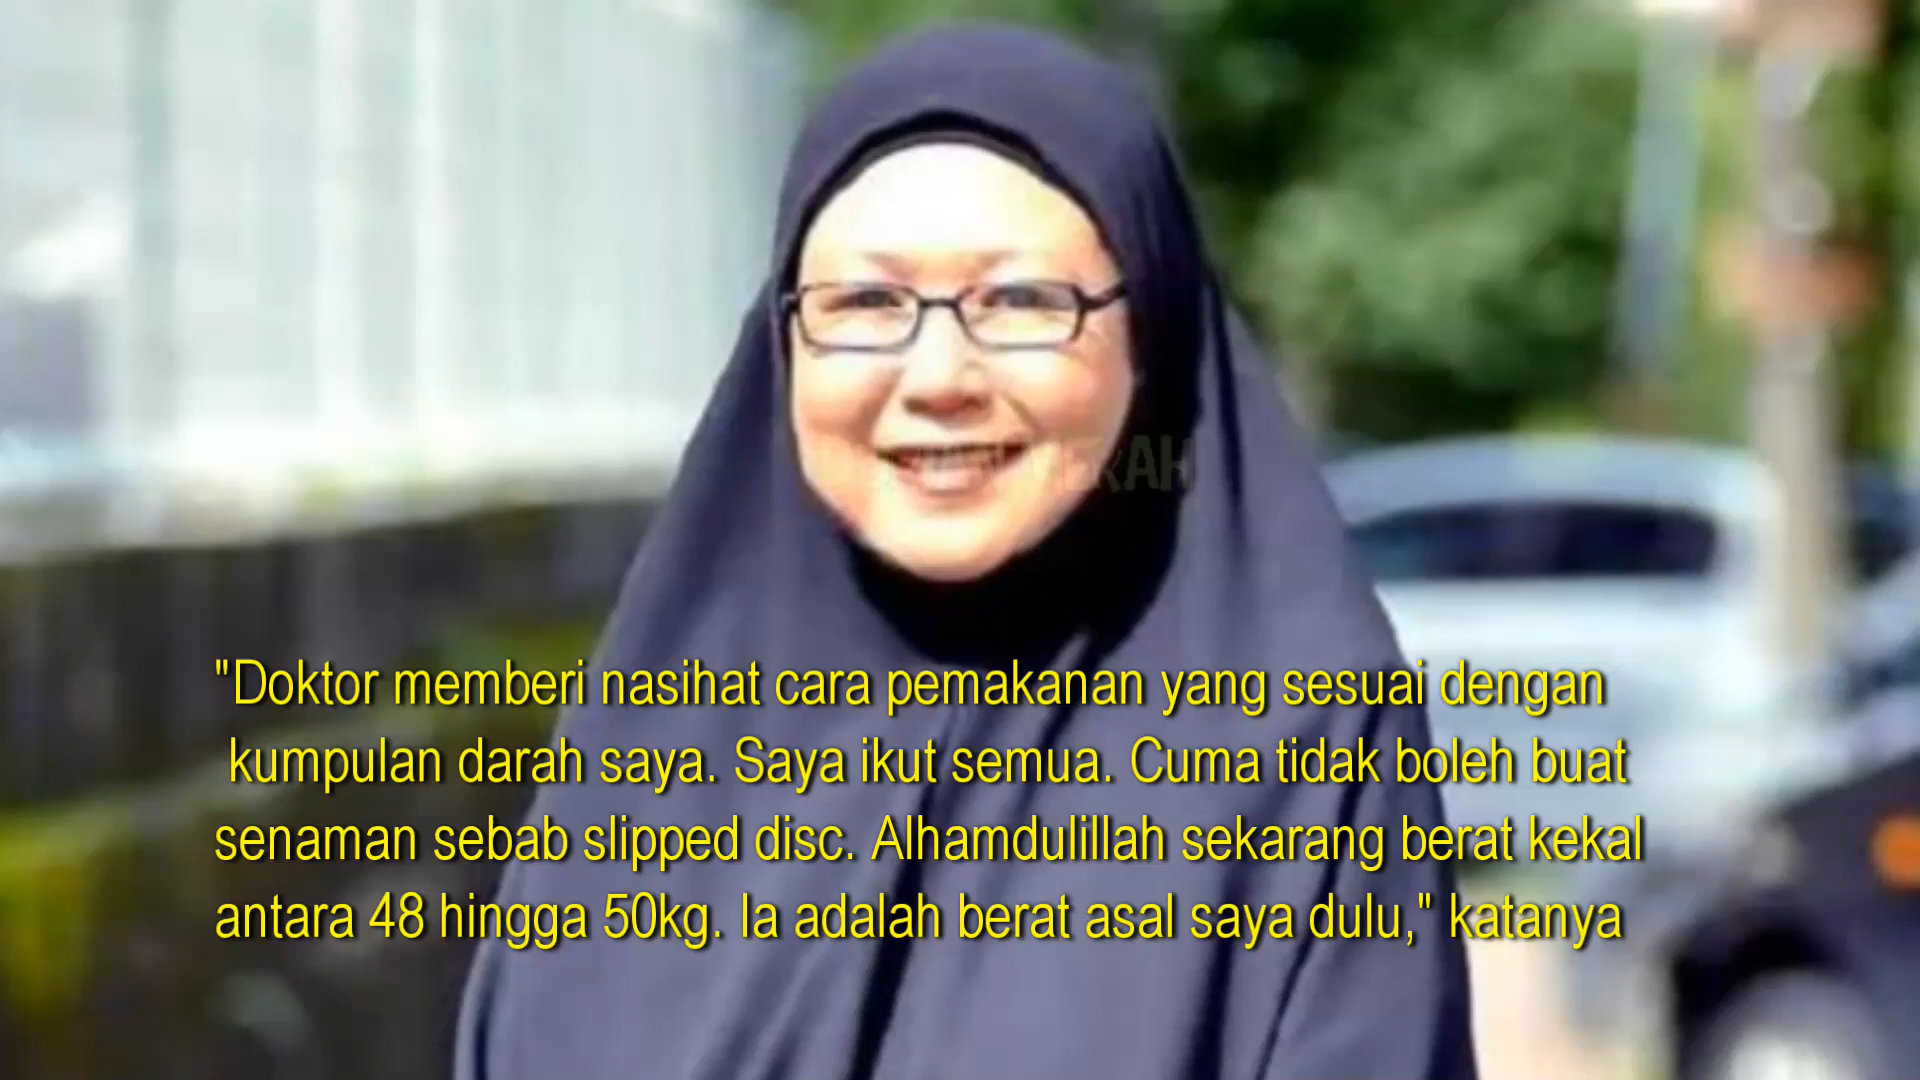 "Doktor memberi nasihat cara pemakanan yang sesuai dengan
kumpulan darah saya. Saya ikut semua. Cuma tidak boleh buat
senaman sebab slipped disc. Alhamdulillah sekarang berat kekal
antara 48 hingga 50kg. Ia adalah berat asal saya dulu," katanya